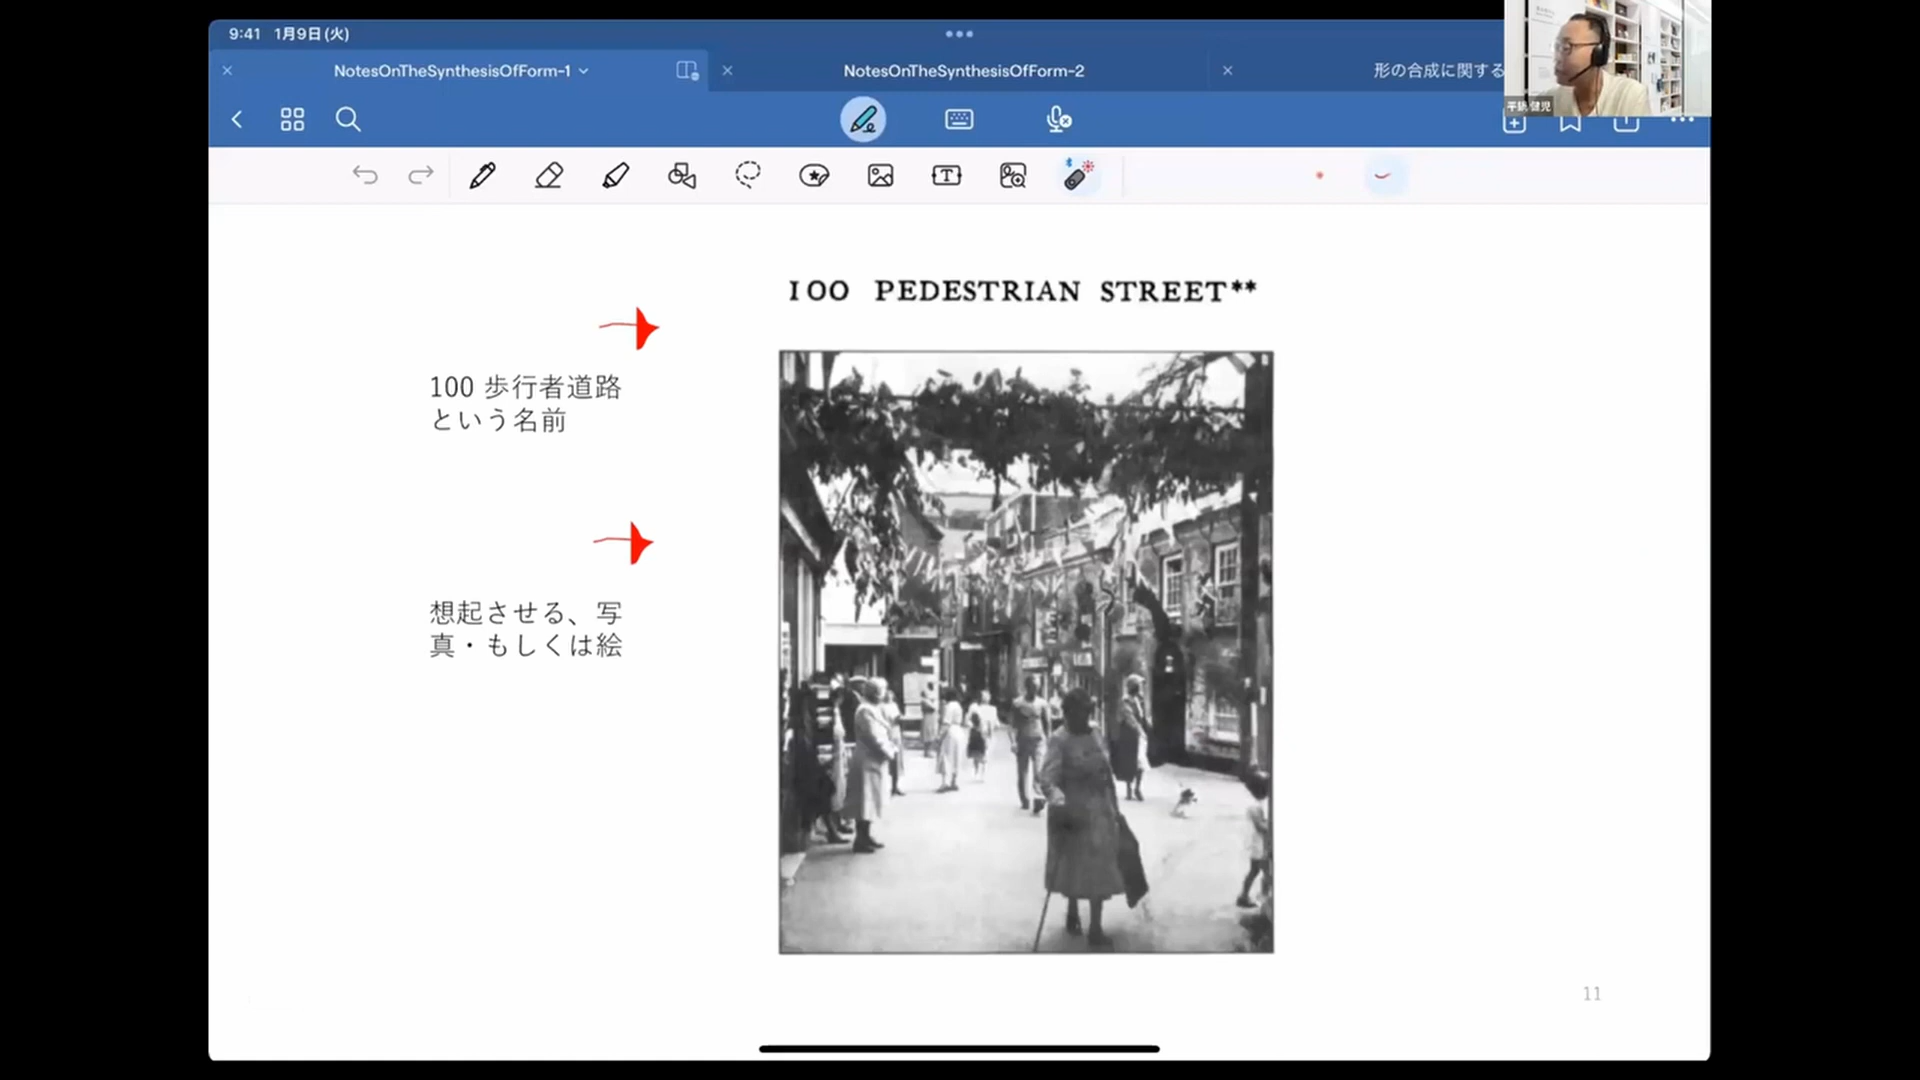 9:41 1月9日(火)
NotesOnTheSynthesisOfForm-1
NotesOnTheSynthesisOfForm-2
形の合成に関する
平鍋 健児
100 PEDESTRIAN STREET**
100 歩行者道路
という名前
想起させる、写
真・もしくは絵
11